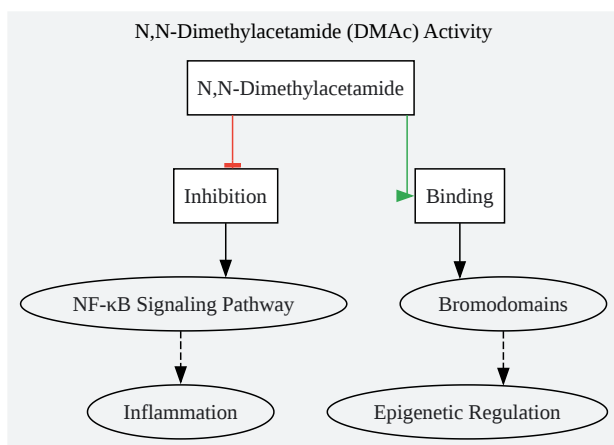 N,N-Dimethylacetamide (DMAc) Activity
N,N-Dimethylacetamide
Inhibition
Binding
NF-κB Signaling Pathway
Bromodomains
Inflammation
Epigenetic Regulation